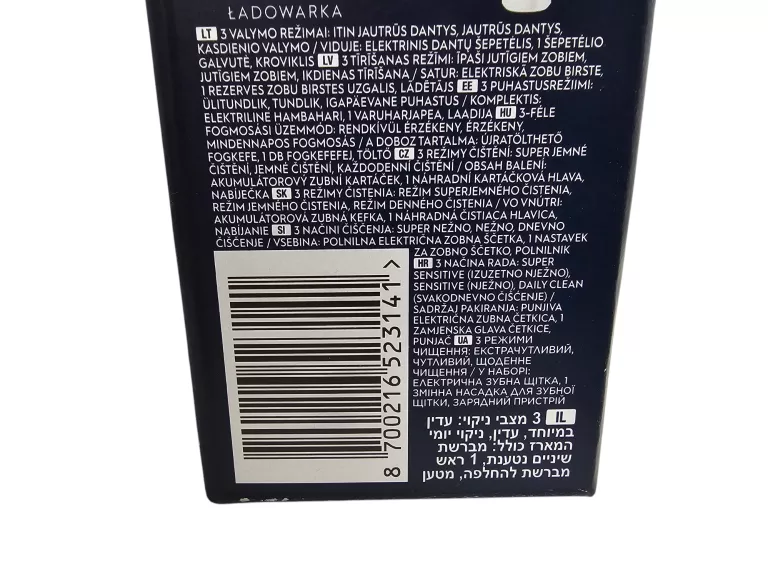 ŁADOWARKA
LT 3 VALYMO REŽIMAI: ITIN JAUTRŪS DANTYS, JAUTRŪS DANTYS,
KASDIENIO VALYMO / VIDUJE: ELEKTRINIS DANTŲ ŠEPETĖLIS, 1 ŠEPETĖLIO
GALVUTĖ, KROVIKLIS LV 3 TĪRĪŠANAS REŽĪMI: ĪPAŠI JUTĪGIEM ZOBIEM,
JUTĪGIEM ZOBIEM, IKDIENAS TĪRĪŠANA / SATUR: ELEKTRISKĀ ZOBU BIRSTE,
1 REZERVES ZOBU BIRSTES UZGALIS, LĀDĒTĀJS EE 3 PUHASTUSREŽIIMI:
ÜLITUNDLIK, TUNDLIK, IGAPÄEVANE PUHASTUS / KOMPLEKTIS:
ELEKTRILINE HAMBAHARI, 1 VARUHARJAPEA, LAADIJA HU 3-FÉLE
FOGMOSÁSI ÜZEMMÓD: RENDKÍVÜL ÉRZÉKENY, ÉRZÉKENY,
MINDENNAPOS FOGMOSÁS / A DOBOZ TARTALMA: ÚJRATÖLTHETŐ
FOGKEFE, 1 DB FOGKEFEFEJ, TÖLTŐ CZ 3 REŽIMY ČIŠTĚNÍ: SUPER JEMNÉ
ČIŠTĚNÍ, JEMNÉ ČIŠTĚNÍ, KAŽDODENNÍ ČIŠTĚNÍ / OBSAH BALENÍ:
AKUMULÁTOROVÝ ZUBNÍ KARTÁČEK, 1 NÁHRADNÍ KARTÁČKOVÁ HLAVA,
NABÍJEČKA SK 3 REŽIMY ČISTENIA: REŽIM SUPERJEMNÉHO ČISTENIA,
REŽIM JEMNÉHO ČISTENIA, REŽIM DENNÉHO ČISTENIA / VO VNÚTRI:
AKUMULÁTOROVÁ ZUBNÁ KEFKA, 1 NÁHRADNÁ ČISTIACA HLAVICA,
NABÍJANIE SI 3 NAČINI ČIŠČENJA: SUPER NEŽNO, NEŽNO, DNEVNO
ČIŠČENJE / VSEBINA: POLNILNA ELEKTRIČNA ZOBNA ŠČETKA, 1 NASTAVEK
ZA ZOBNO ŠČETKO, POLNILNIK
HR 3 NAČINA RADA: SUPER
SENSITIVE (IZUZETNO NJEŽNO),
SENSITIVE (NJEŽNO), DAILY CLEAN
(SVAKODNEVNO ČIŠĆENJE) /
SADRŽAJ PAKIRANJA: PUNJIVA
ELEKTRIČNA ZUBNA ČETKICA, 1
ZAMJENSKA GLAVA ČETKICE,
PUNJAČ UA 3 РЕЖИМИ
ЧИЩЕННЯ: ЕКСТРАЧУТЛИВИЙ,
ЧУТЛИВИЙ, ЩОДЕННЕ
ЧИЩЕННЯ / У НАБОРІ:
ЕЛЕКТРИЧНА ЗУБНА ЩІТКА, 1
ЗМІННА НАСАДКА ДЛЯ ЗУБНОЇ
ЩІТКИ, ЗАРЯДНИЙ ПРИСТРІЙ
IL 3 מצבי ניקוי: עדין
במיוחד, עדין, ניקוי יומי
המארז כולל: מברשת
שיניים נטענת, 1 ראש
מברשת להחלפה, מטען
8 700216 523141 >